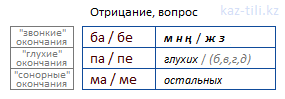 kaz-tili.kz
Отрицание, вопрос
"звонкие" окончания ба / бе м н ң / ж з
"глухие" окончания па / пе глухих / (б,в,г,д)
"сонорные" окончания ма / ме остальных